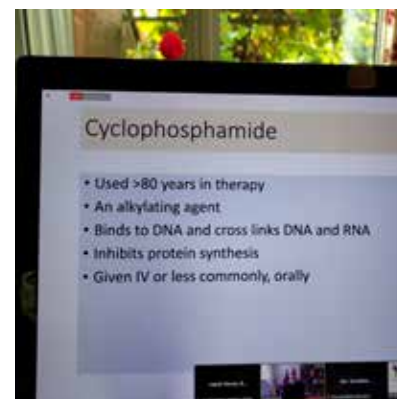 Cyclophosphamide
• Used >80 years in therapy
• An alkylating agent
• Binds to DNA and cross links DNA and RNA
• Inhibits protein synthesis
• Given IV or less commonly, orally